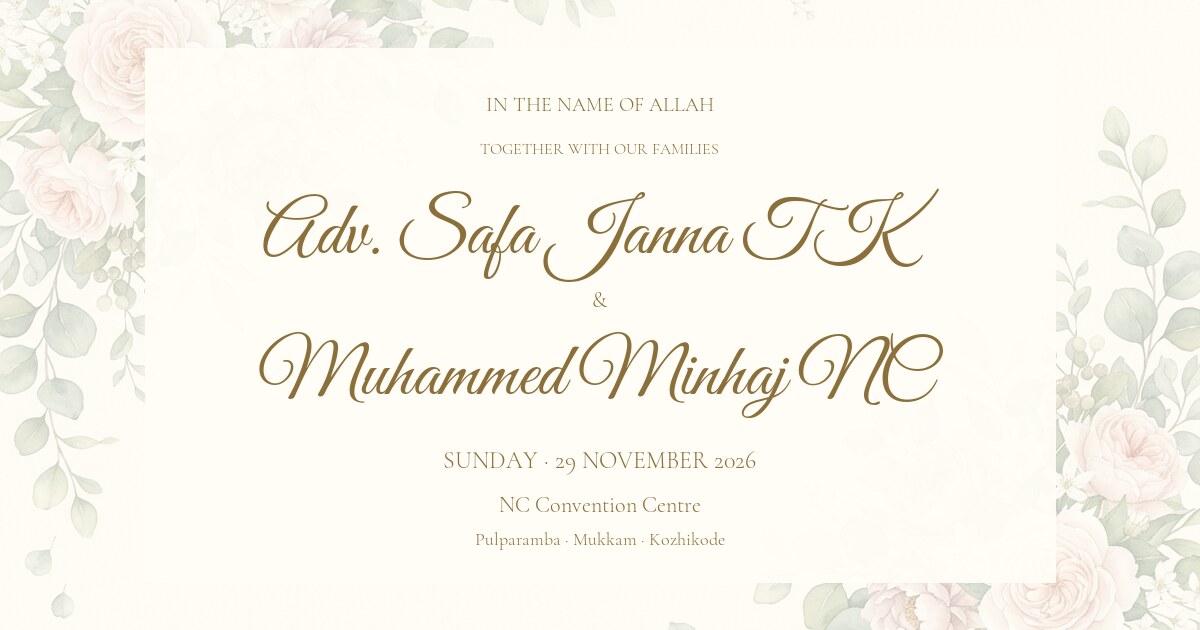 IN THE NAME OF ALLAH
TOGETHER WITH OUR FAMILIES
Adv. Safa Janna T K
&
Muhammed Minhaj NC
SUNDAY · 29 NOVEMBER 2026
NC Convention Centre
Pulparamba · Mukkam · Kozhikode